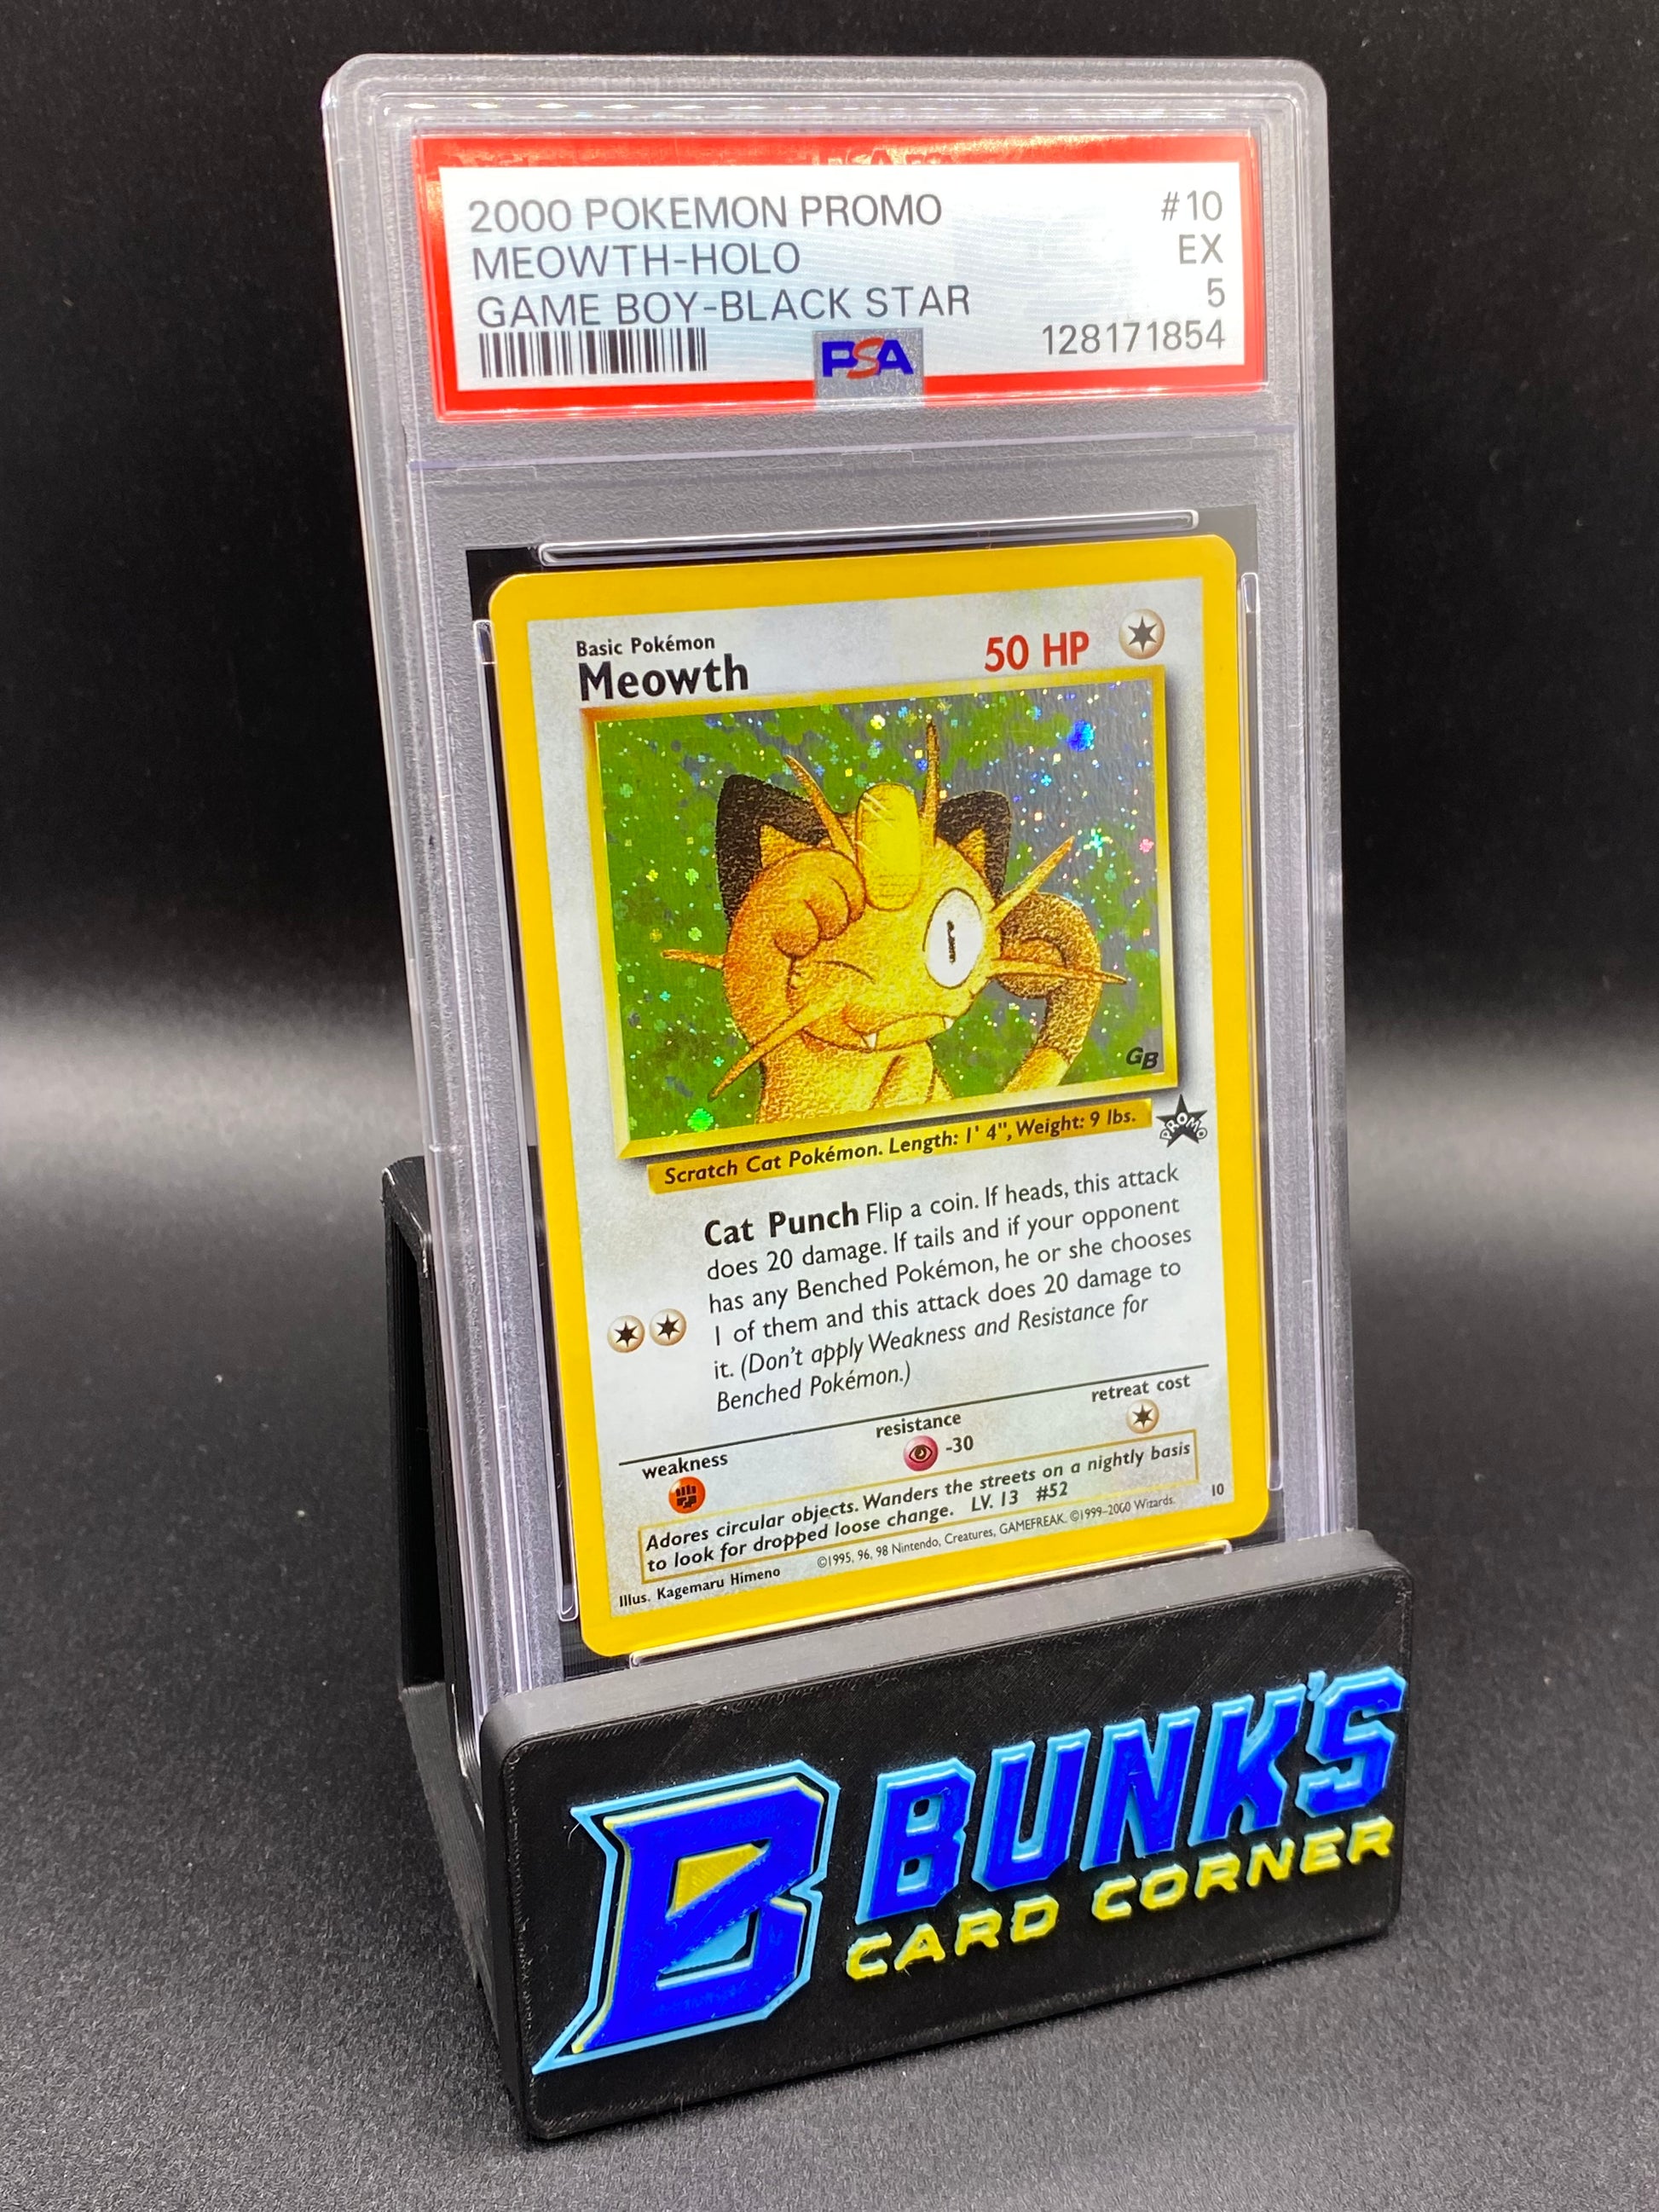 2000 POKEMON PROMO #10
MEOWTH-HOLO EX
GAME BOY-BLACK STAR 5
PSA 128171854
Basic Pokémon
Meowth 50 HP
GB
PROMO
Scratch Cat Pokémon. Length: 1' 4", Weight: 9 lbs.
Cat Punch Flip a coin. If heads, this attack
does 20 damage. If tails and if your opponent
has any Benched Pokémon, he or she chooses
1 of them and this attack does 20 damage to
it. (Don't apply Weakness and Resistance for
Benched Pokémon.)
weakness resistance retreat cost
-30
Adores circular objects. Wanders the streets on a nightly basis
to look for dropped loose change. LV. 13 #52
10
Illus. Kagemaru Himeno ©1995, 96, 98 Nintendo, Creatures, GAMEFREAK. ©1999-2000 Wizards.
B BUNK'S
CARD CORNER